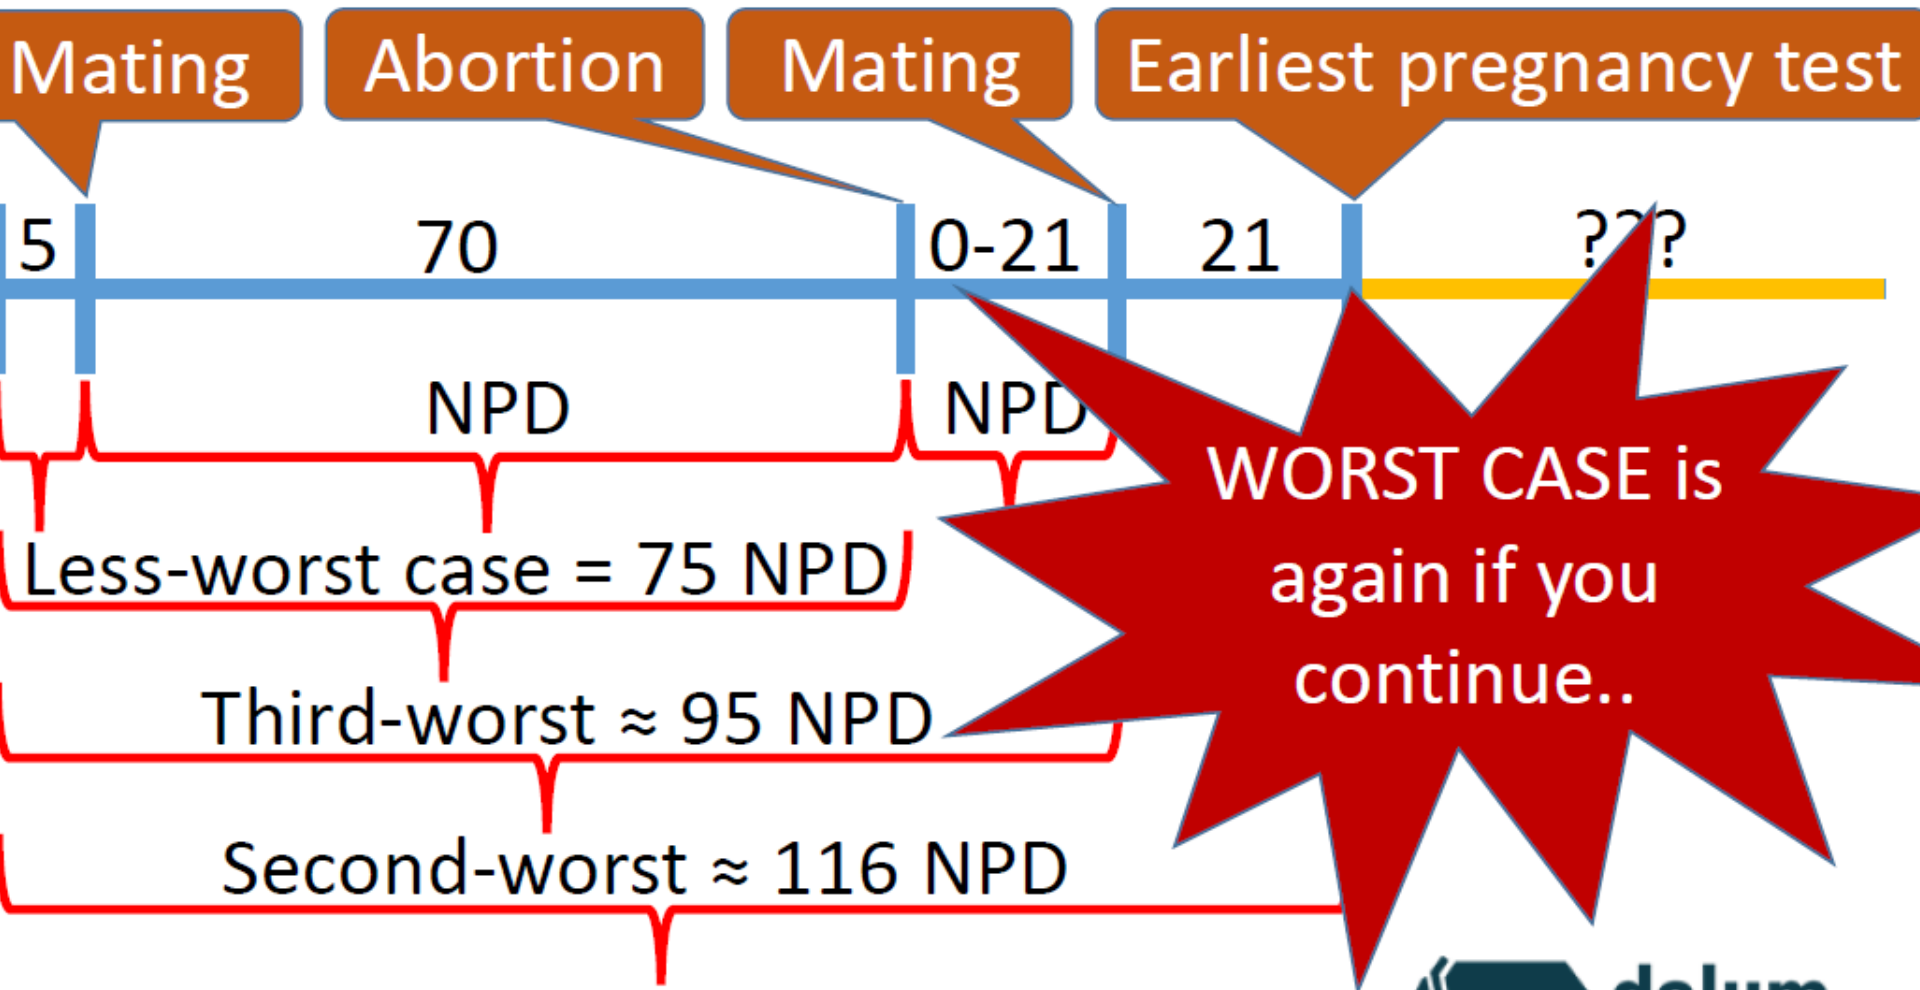 Mating
Abortion
Mating
Earliest pregnancy test
5
70
0-21
21
???
NPD
NPD
Less-worst case = 75 NPD
Third-worst ≈ 95 NPD
Second-worst ≈ 116 NPD
WORST CASE is
again if you
continue..
dalum